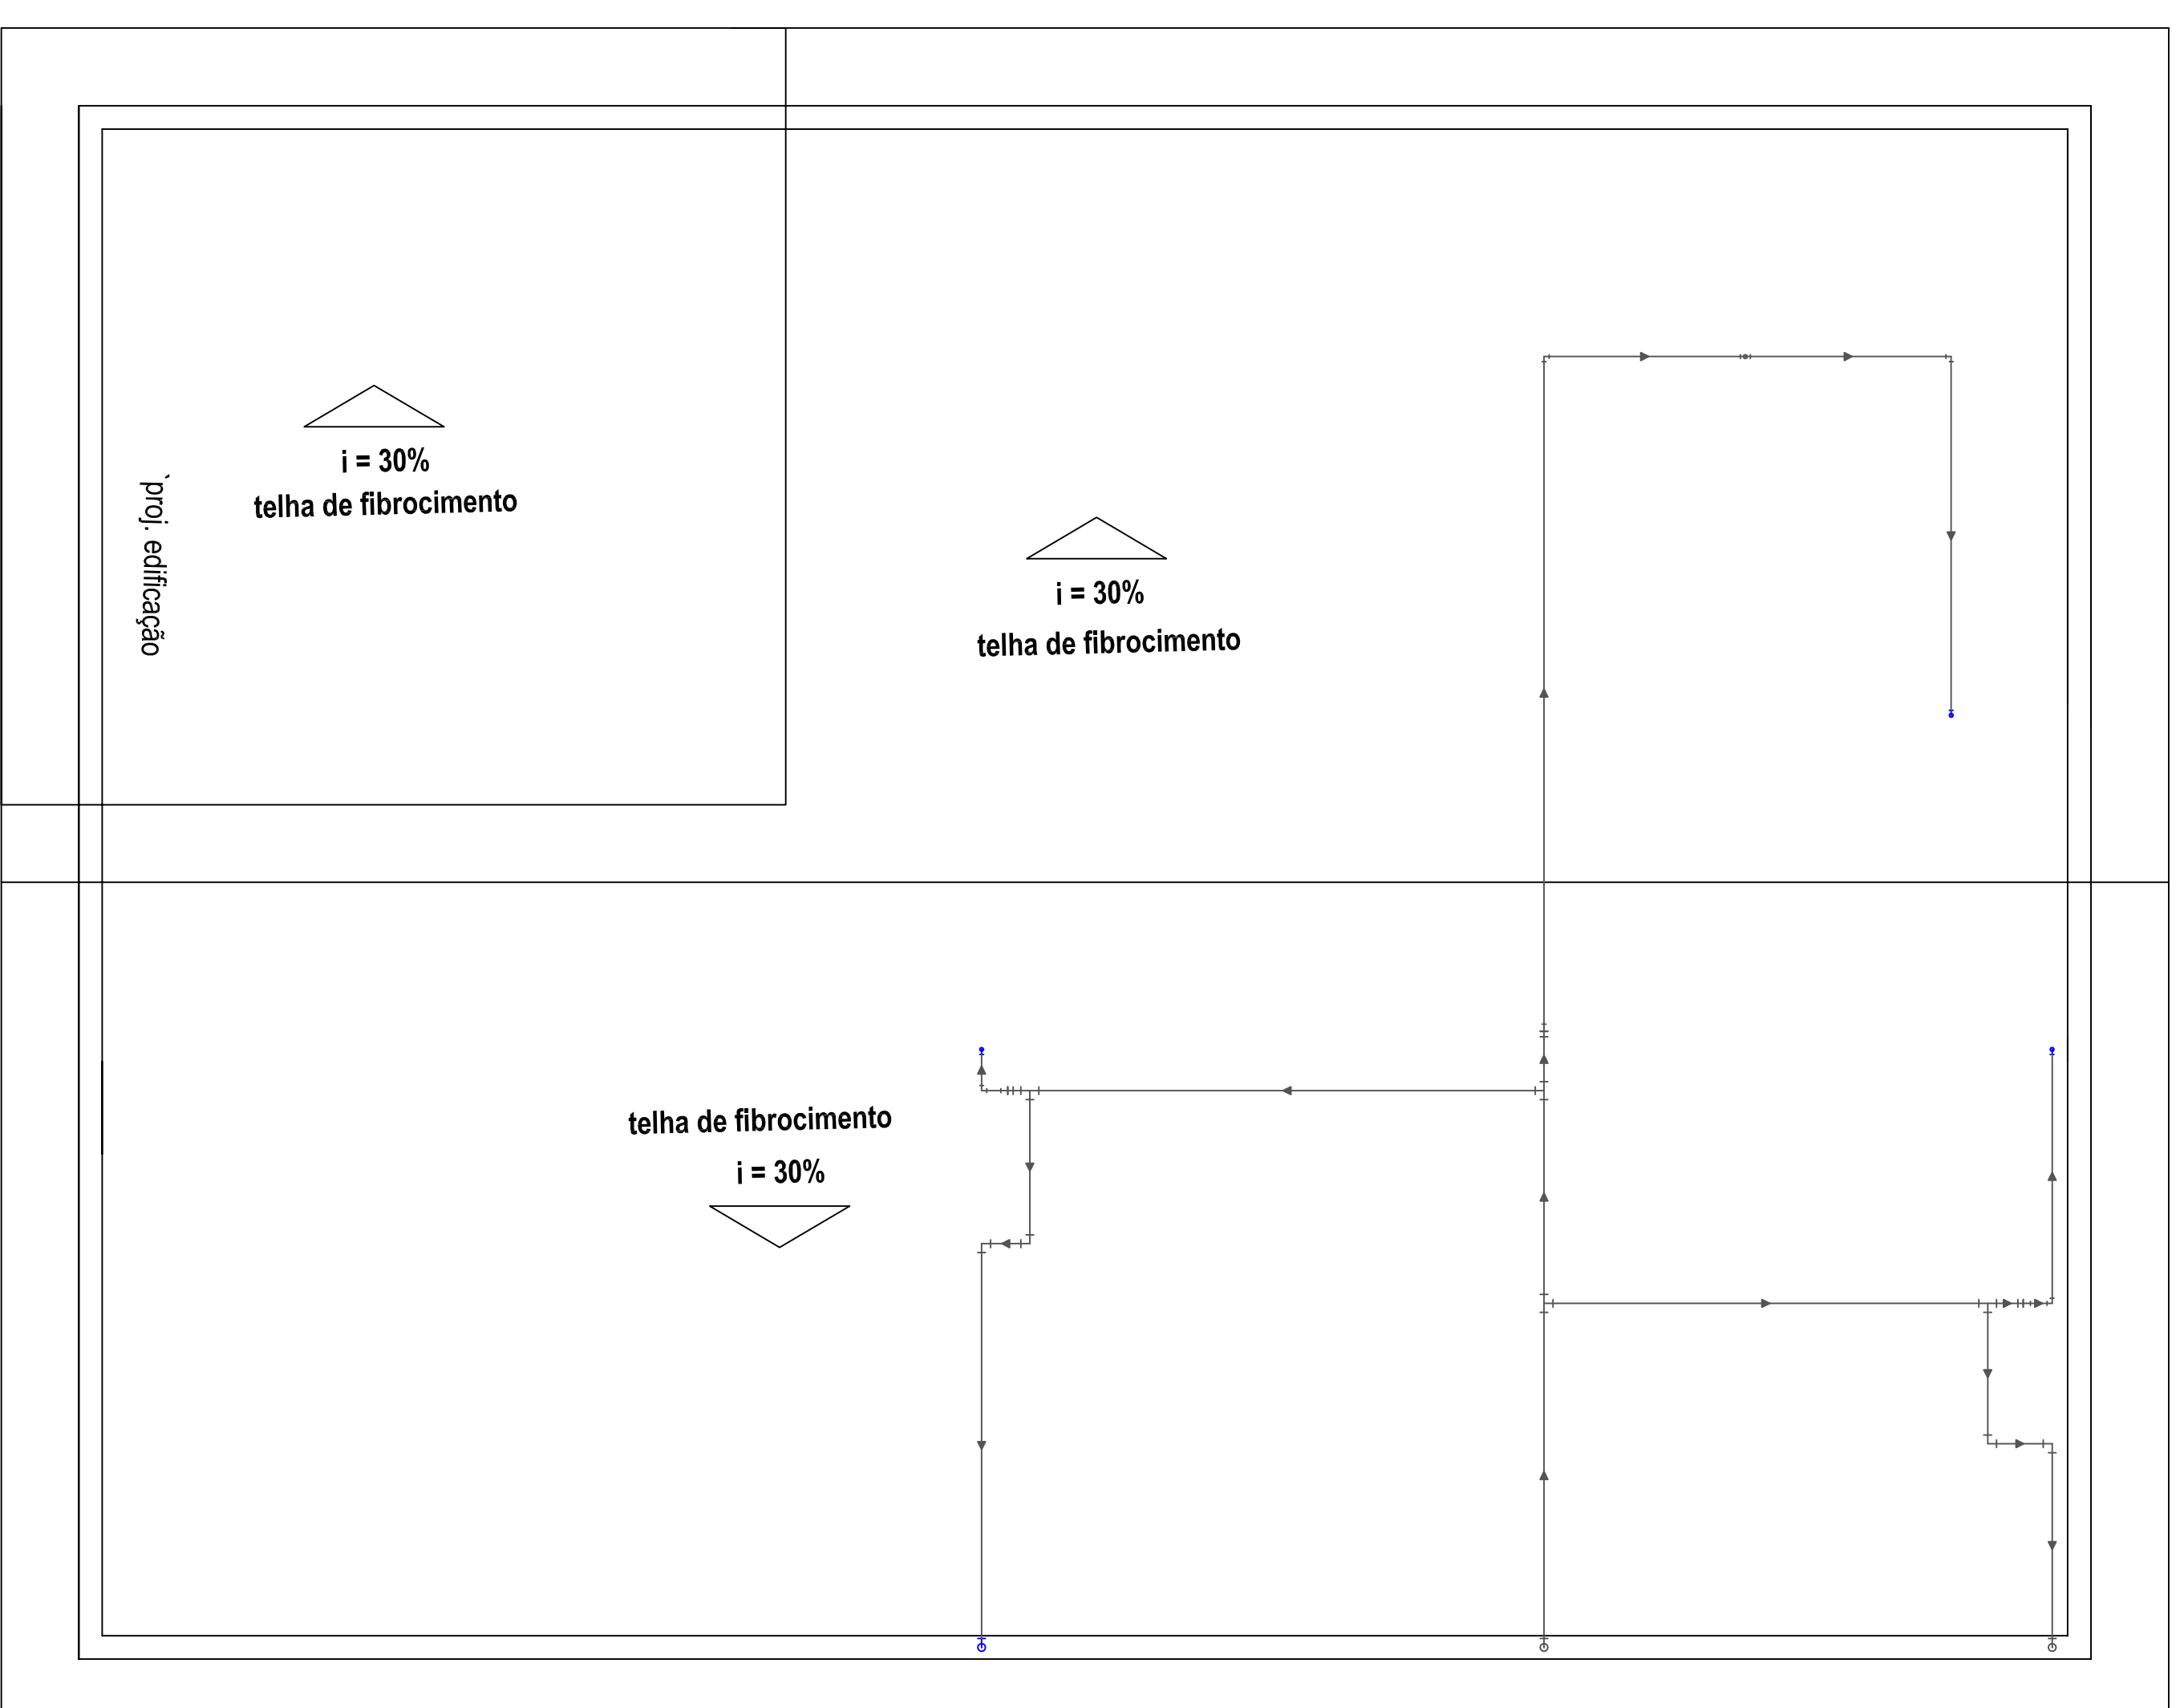 i = 30%
telha de fibrocimento
`proj. edificação
i = 30%
telha de fibrocimento
telha de fibrocimento
i = 30%